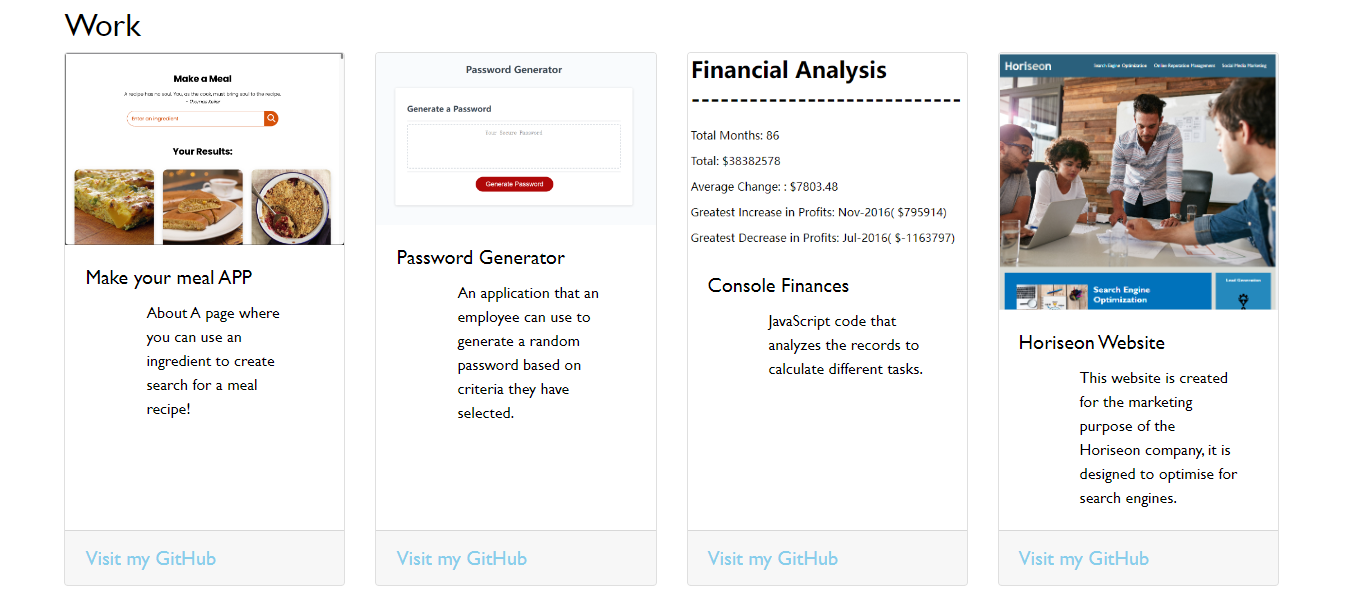 Work
Make a Meal
A recipe has no soul. You, as the cook, must bring soul to the recipe.
- Thomas Keller
Enter an ingredient
Your Results:
Make your meal APP
About A page where
you can use an
ingredient to create
search for a meal
recipe!
Visit my GitHub
Password Generator
Generate a Password
Your Secure Password
Generate Password
Password Generator
An application that an
employee can use to
generate a random
password based on
criteria they have
selected.
Visit my GitHub
Financial Analysis
----------------------------
Total Months: 86
Total: $38382578
Average Change: : $7803.48
Greatest Increase in Profits: Nov-2016( $795914)
Greatest Decrease in Profits: Jul-2016( $-1163797)
Console Finances
JavaScript code that
analyzes the records to
calculate different tasks.
Visit my GitHub
Horiseon
Search Engine Optimization Online Reputation Management Social Media Marketing
Search Engine
Optimization
Lead Generation
Horiseon Website
This website is created
for the marketing
purpose of the
Horiseon company, it is
designed to optimise for
search engines.
Visit my GitHub